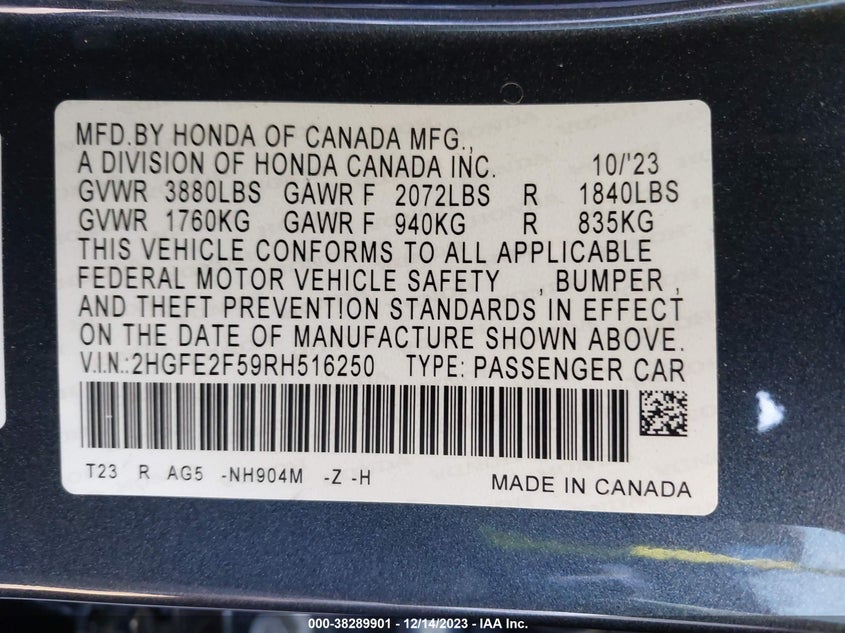 MFD.BY HONDA OF CANADA MFG.,
A DIVISION OF HONDA CANADA INC. 10/'23
GVWR 3880LBS GAWR F 2072LBS R 1840LBS
GVWR 1760KG GAWR F 940KG R 835KG
THIS VEHICLE CONFORMS TO ALL APPLICABLE
FEDERAL MOTOR VEHICLE SAFETY , BUMPER ,
AND THEFT PREVENTION STANDARDS IN EFFECT
ON THE DATE OF MANUFACTURE SHOWN ABOVE.
V.I.N.:2HGFE2F59RH516250 TYPE: PASSENGER CAR
T23 R AG5 -NH904M -Z -H MADE IN CANADA
000-38289901 - 12/14/2023 - IAA Inc.